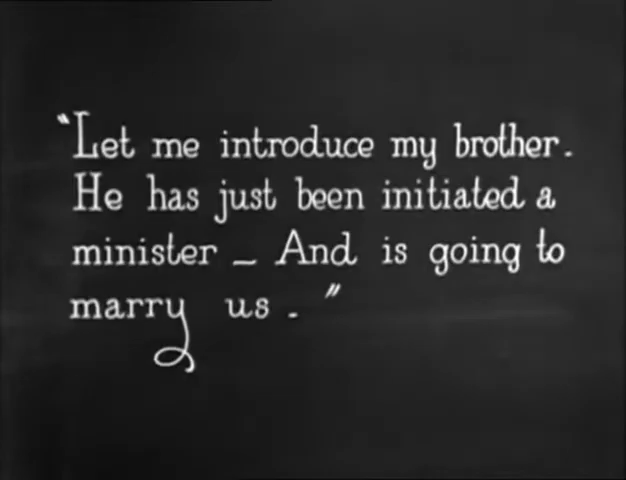 "Let me introduce my brother.
He has just been initiated a
minister — And is going to
marry us."